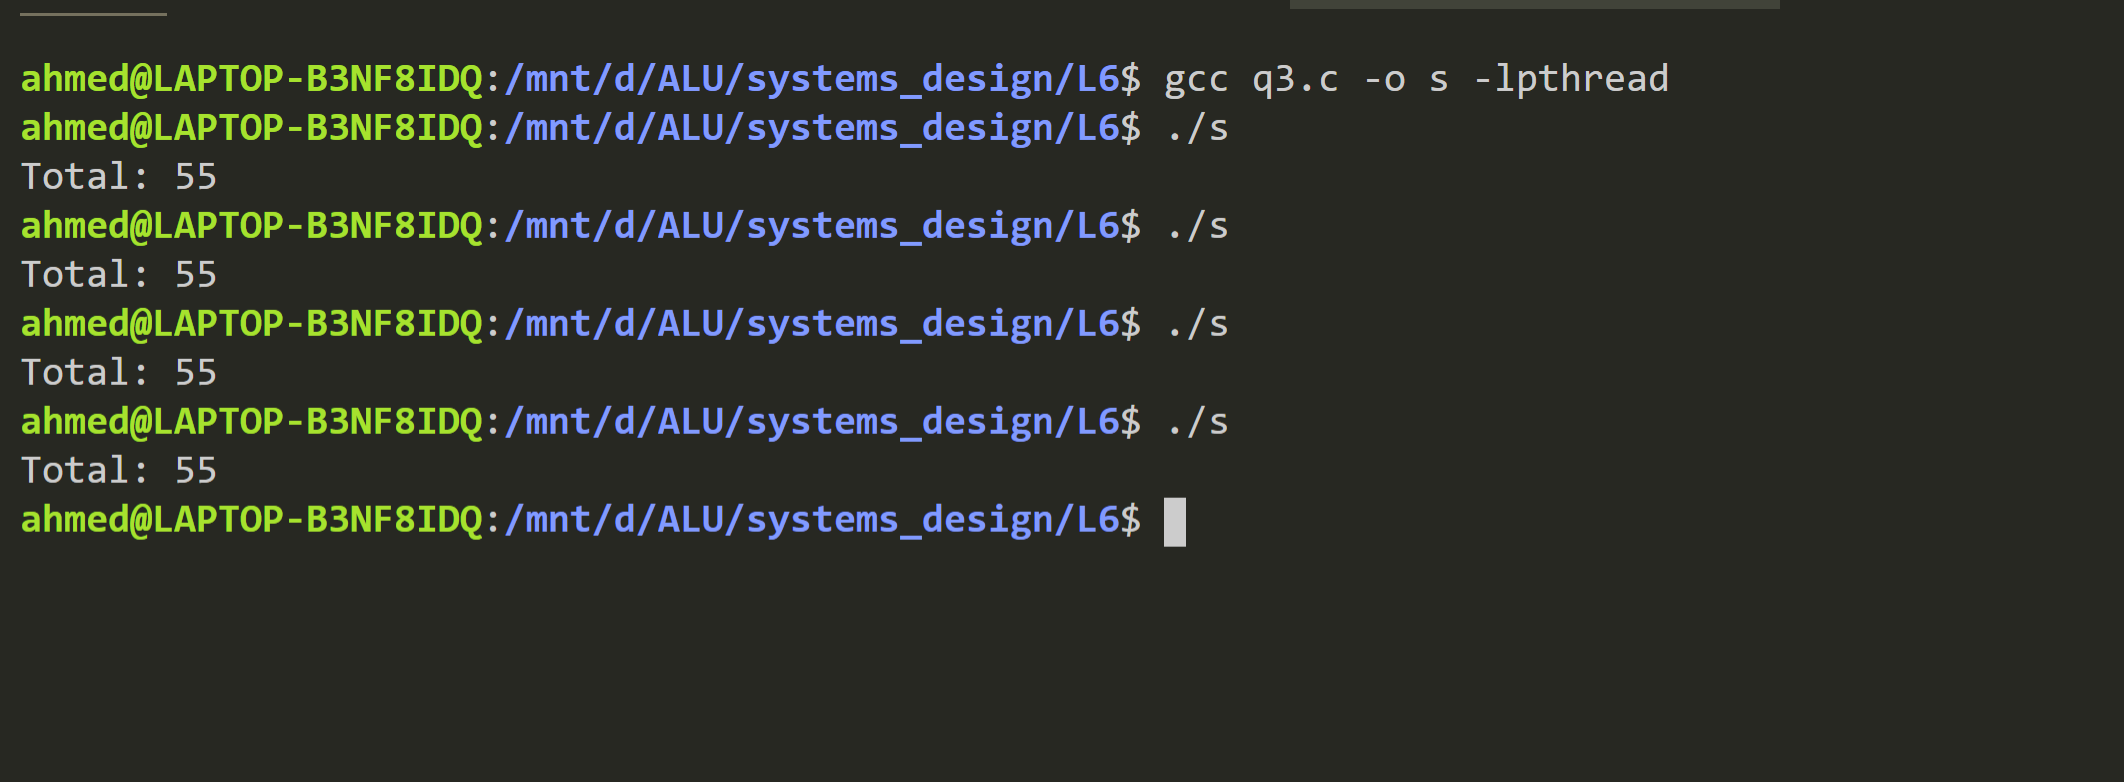 ahmed@LAPTOP-B3NF8IDQ:/mnt/d/ALU/systems_design/L6$ gcc q3.c -o s -lpthread
ahmed@LAPTOP-B3NF8IDQ:/mnt/d/ALU/systems_design/L6$ ./s
Total: 55
ahmed@LAPTOP-B3NF8IDQ:/mnt/d/ALU/systems_design/L6$ ./s
Total: 55
ahmed@LAPTOP-B3NF8IDQ:/mnt/d/ALU/systems_design/L6$ ./s
Total: 55
ahmed@LAPTOP-B3NF8IDQ:/mnt/d/ALU/systems_design/L6$ ./s
Total: 55
ahmed@LAPTOP-B3NF8IDQ:/mnt/d/ALU/systems_design/L6$